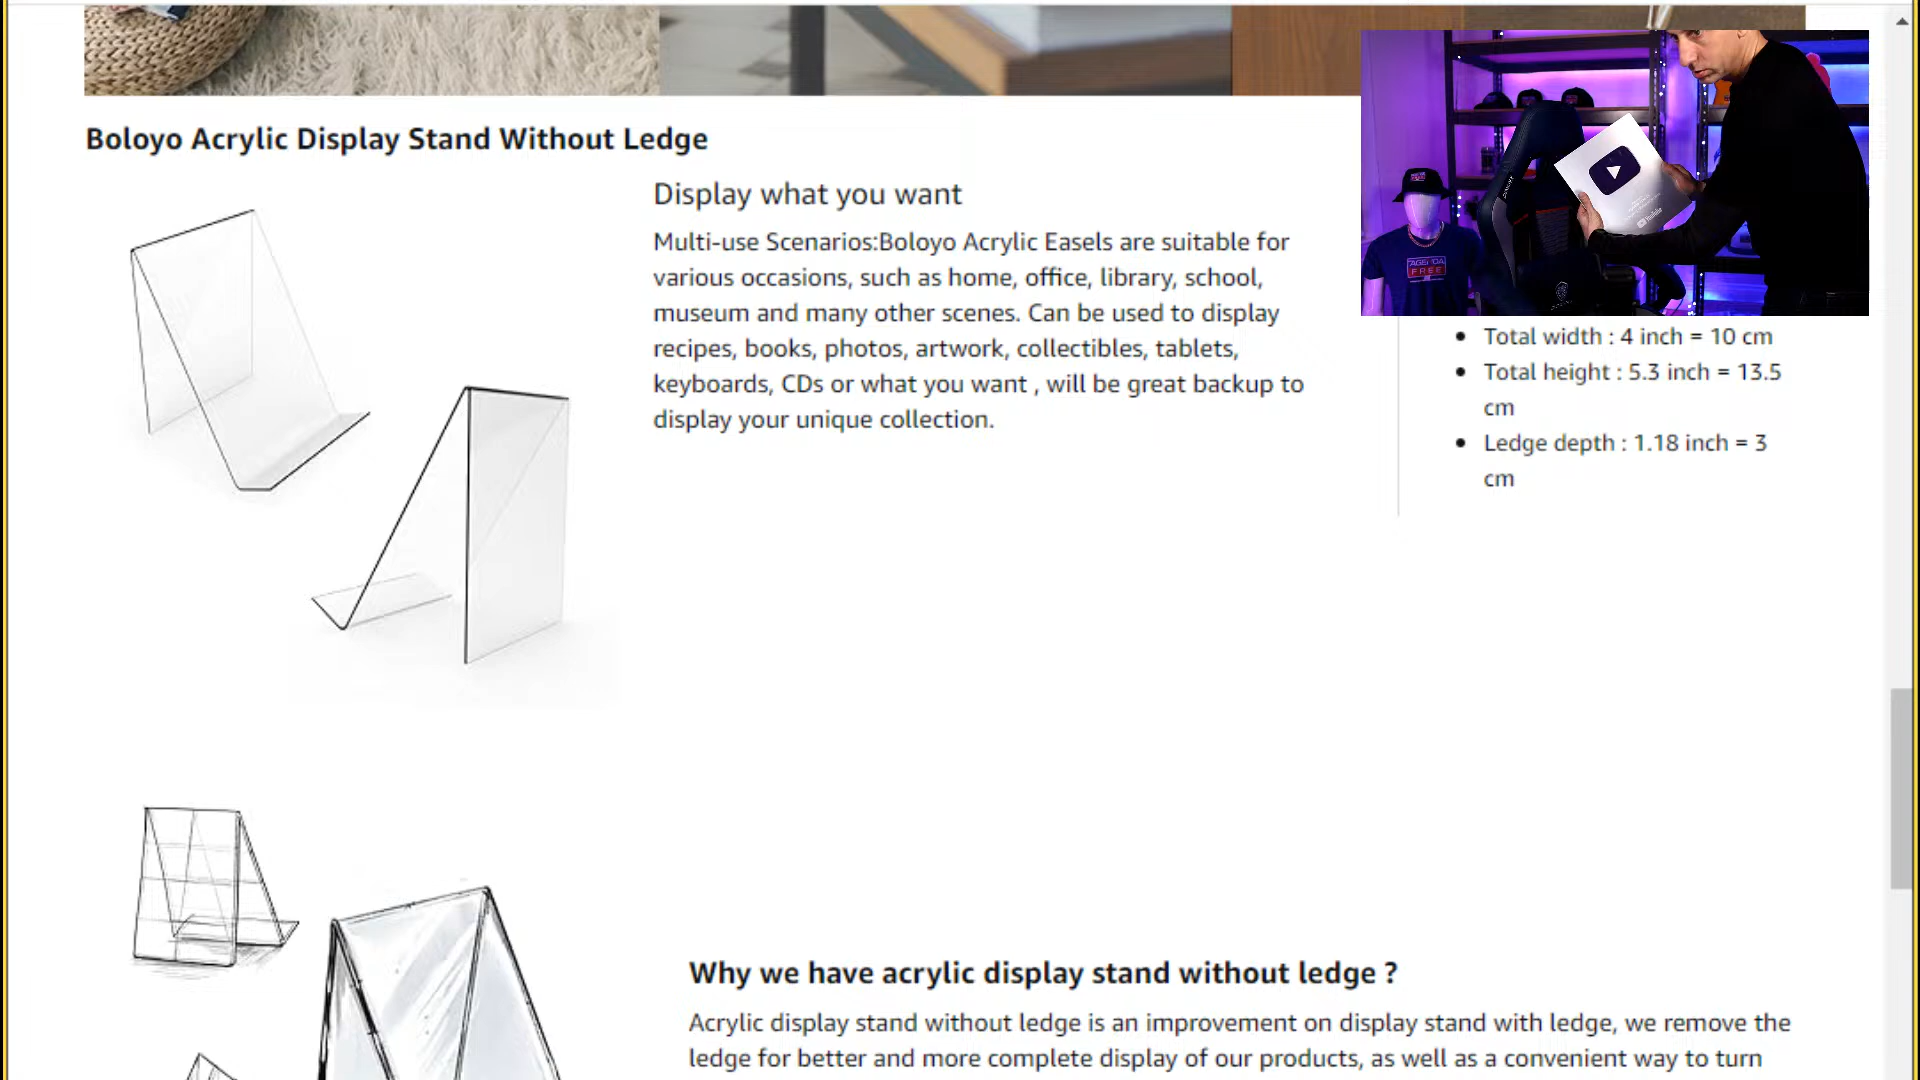 Boloyo Acrylic Display Stand Without Ledge
Display what you want
Multi-use Scenarios:Boloyo Acrylic Easels are suitable for
various occasions, such as home, office, library, school,
museum and many other scenes. Can be used to display
recipes, books, photos, artwork, collectibles, tablets,
keyboards, CDs or what you want , will be great backup to
display your unique collection.
AGENDA
FREE
YouTube
Total width : 4 inch = 10 cm
Total height : 5.3 inch = 13.5
cm
Ledge depth : 1.18 inch = 3
cm
Why we have acrylic display stand without ledge ?
Acrylic display stand without ledge is an improvement on display stand with ledge, we remove the
ledge for better and more complete display of our products, as well as a convenient way to turn